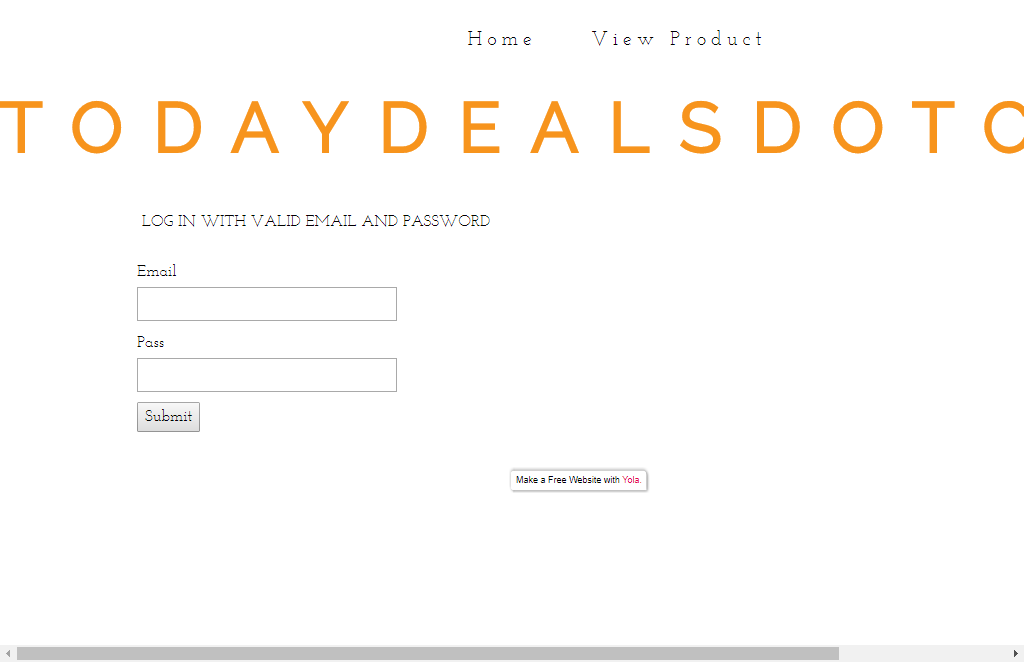 Home View Product
TODAYDEALSDOTC
LOG IN WITH VALID EMAIL AND PASSWORD
Email
Pass
Submit
Make a Free Website with Yola.